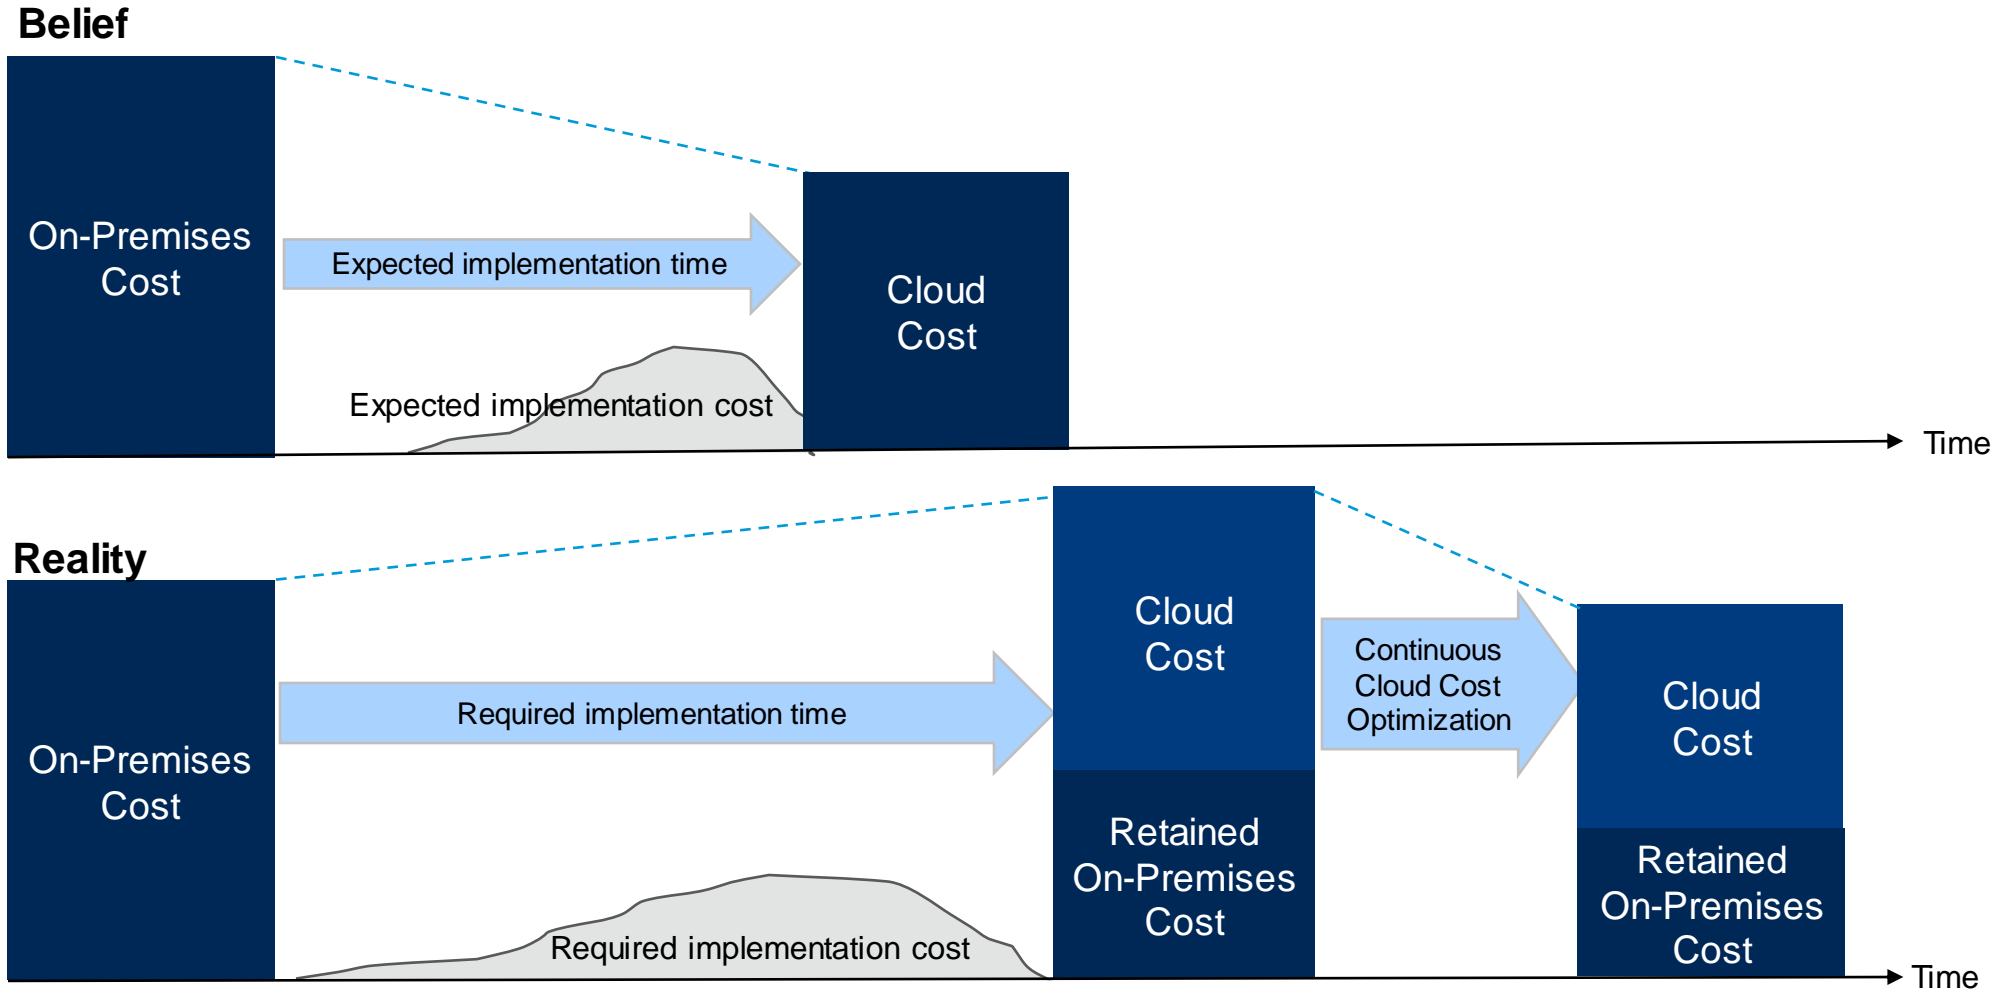 Belief
On-Premises
Cost
Expected implementation time
Cloud
Cost
Expected implementation cost
Time
Reality
On-Premises
Cost
Required implementation time
Required implementation cost
Cloud
Cost
Retained
On-Premises
Cost
Continuous
Cloud Cost
Optimization
Cloud
Cost
Retained
On-Premises
Cost
Time